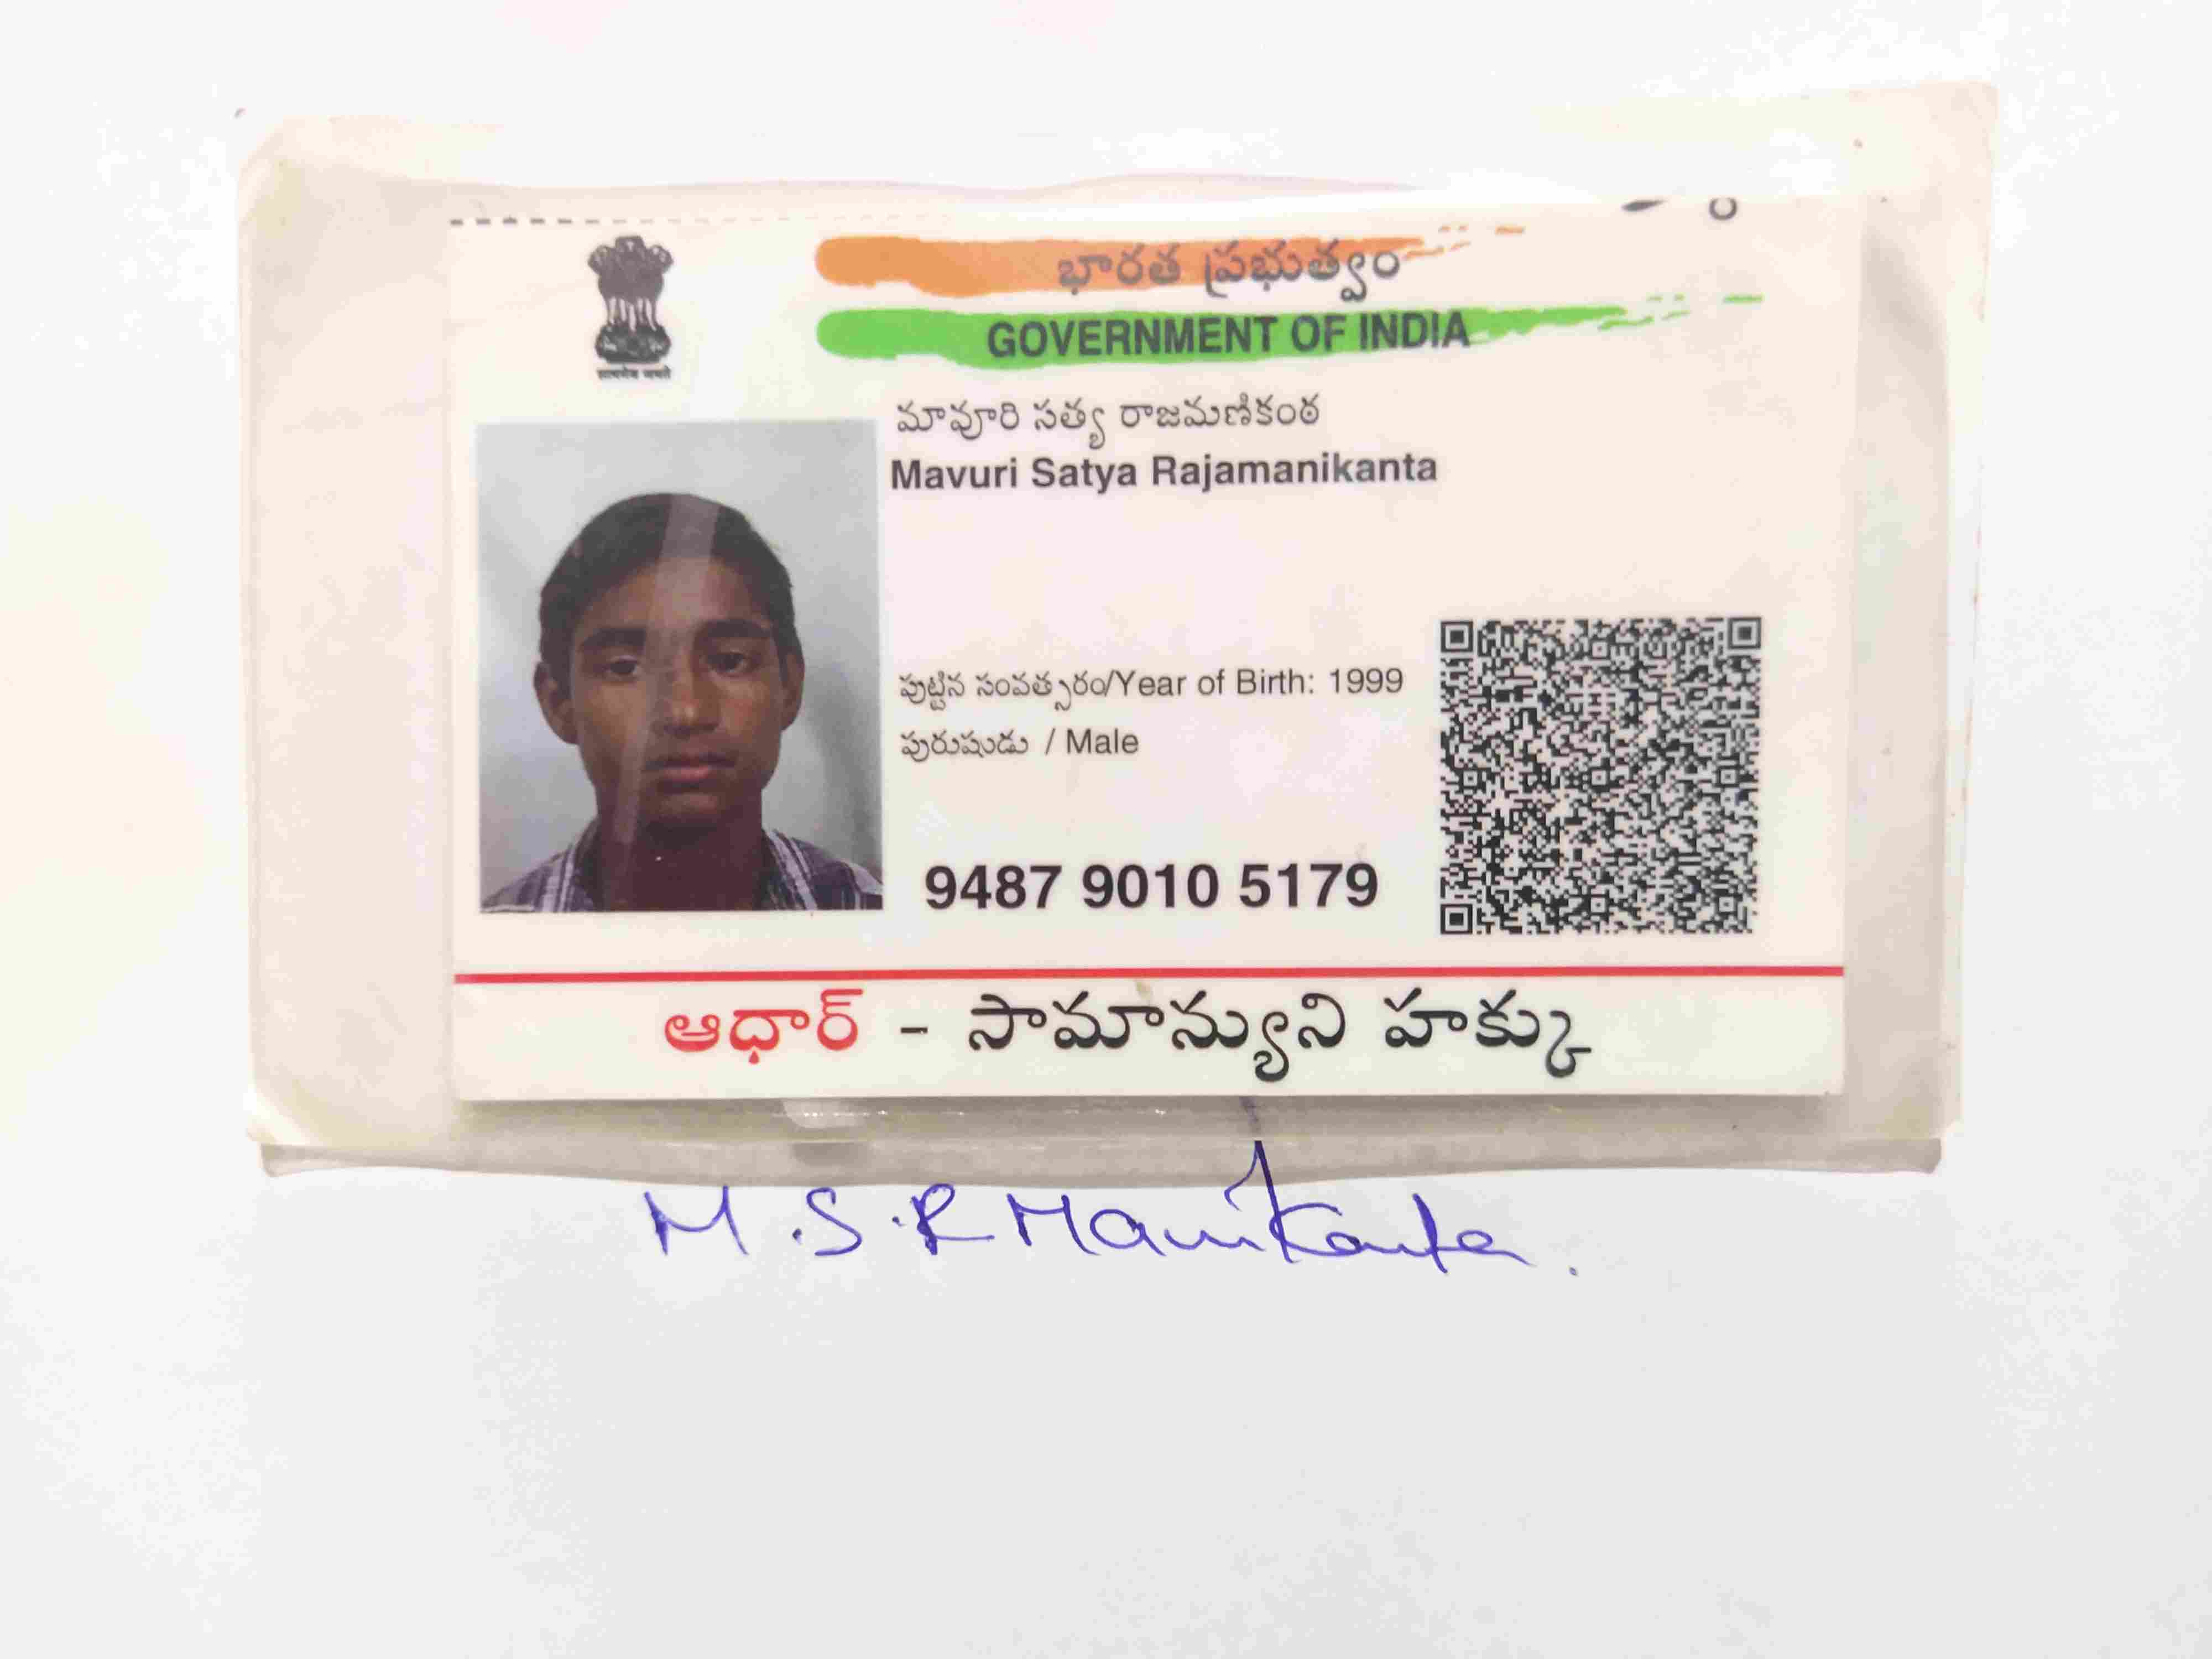 భారత ప్రభుత్వం
GOVERNMENT OF INDIA
सत्यमेव जयते
మావూరి సత్య రాజమణికంఠ
Mavuri Satya Rajamanikanta
పుట్టిన సంవత్సరం/Year of Birth: 1999
పురుషుడు / Male
9487 9010 5179
ఆధార్ - సామాన్యుని హక్కు
M.S.R Manikanta.